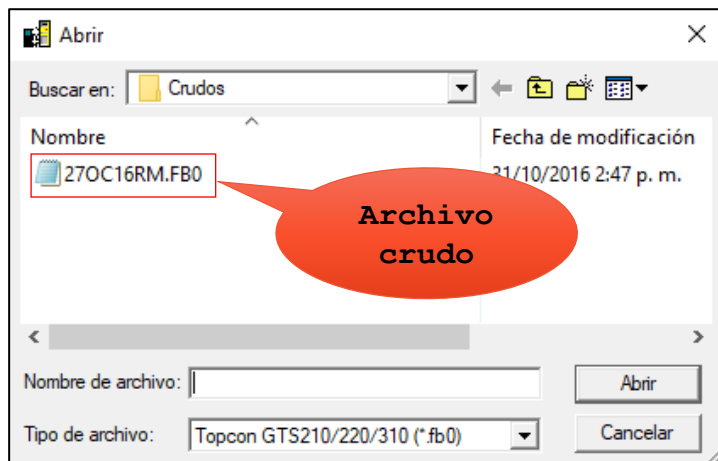 Abrir
Buscar en: Crudos
Nombre Fecha de modificación
27OC16RM.FB0 31/10/2016 2:47 p. m.
Archivo
crudo
Nombre de archivo: Abrir
Tipo de archivo: Topcon GTS210/220/310 (*.fb0) Cancelar